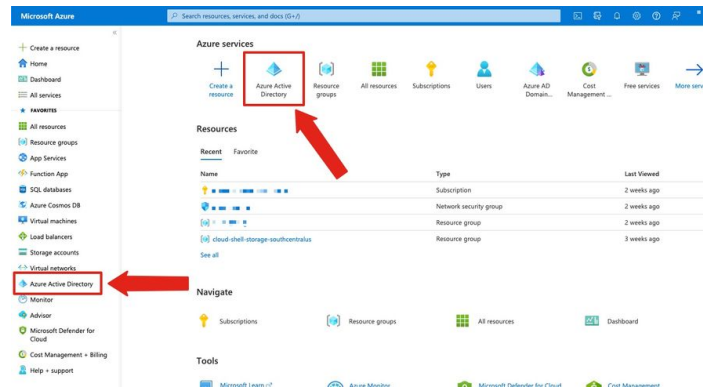 Microsoft Azure
Search resources, services, and docs (G+/)
«
Create a resource
Home
Dashboard
All services
FAVORITES
All resources
Resource groups
App Services
Function App
SQL databases
Azure Cosmos DB
Virtual machines
Load balancers
Storage accounts
Virtual networks
Azure Active Directory
Monitor
Advisor
Microsoft Defender for
Cloud
Cost Management + Billing
Help + support
Azure services
Create a
resource
Azure Active
Directory
Resource
groups
All resources
Subscriptions
Users
Azure AD
Domain...
Cost
Management ...
Free services
More serv
Resources
Recent Favorite
Name Type Last Viewed
Subscription 2 weeks ago
Network security group 2 weeks ago
Resource group 2 weeks ago
cloud-shell-storage-southcentralus Resource group 3 weeks ago
See all
Navigate
Subscriptions Resource groups All resources Dashboard
Tools
Microsoft Learn Azure Monitor Microsoft Defender for Cloud Cost Management